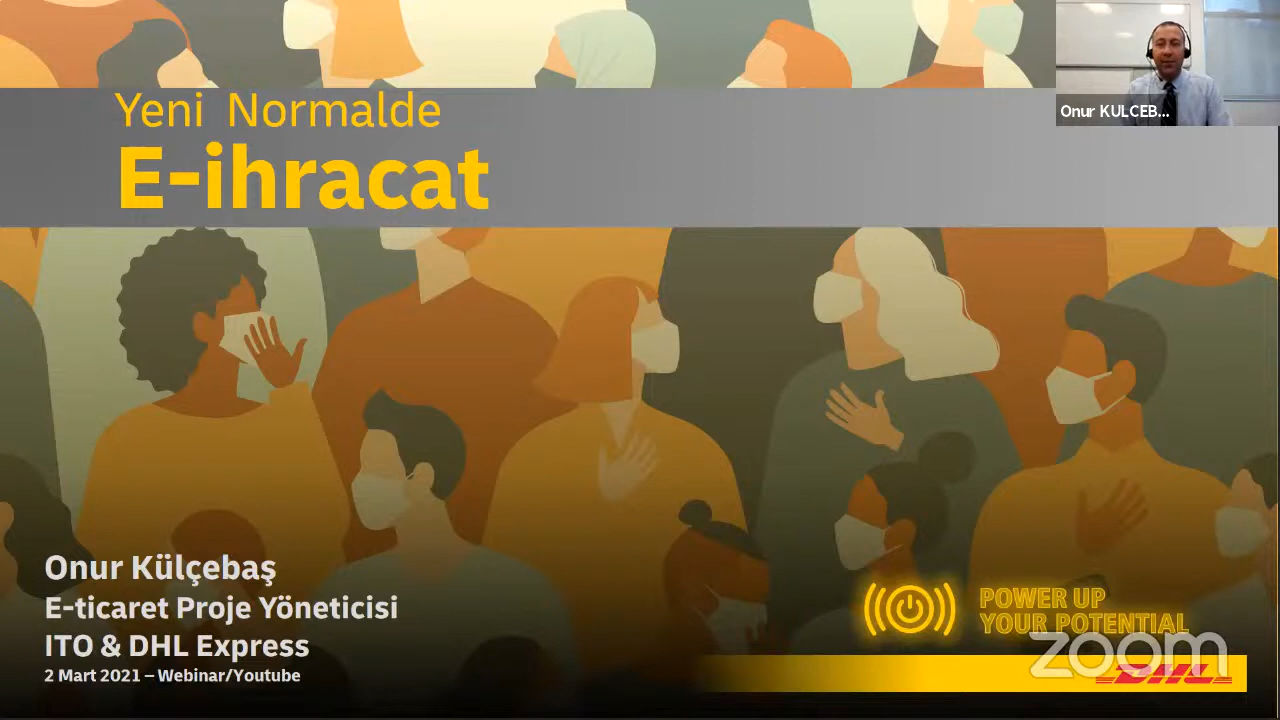 Yeni Normalde
E-ihracat
Onur KULCEB...
Onur Külçebaş
E-ticaret Proje Yöneticisi
ITO & DHL Express
2 Mart 2021 – Webinar/Youtube
POWER UP
YOUR POTENTIAL
zoom
DHL